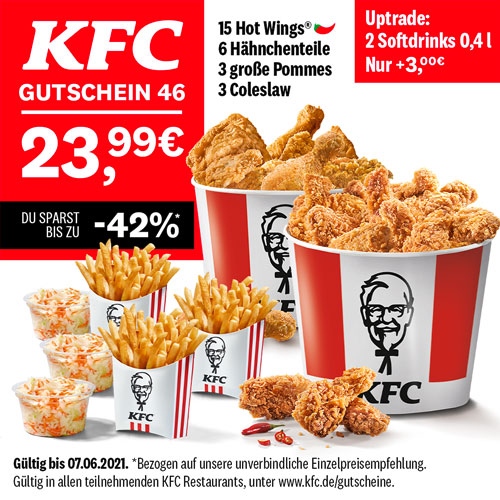 KFC
GUTSCHEIN 46
23,99€
DU SPARST
BIS ZU
-42%*
15 Hot Wings®
6 Hähnchenteile
3 große Pommes
3 Coleslaw
Uptrade:
2 Softdrinks 0,4 l
Nur +3,00€
KFC
KFC
KFC
KFC
KFC
Gültig bis 07.06.2021. *Bezogen auf unsere unverbindliche Einzelpreisempfehlung.
Gültig in allen teilnehmenden KFC Restaurants, unter www.kfc.de/gutscheine.